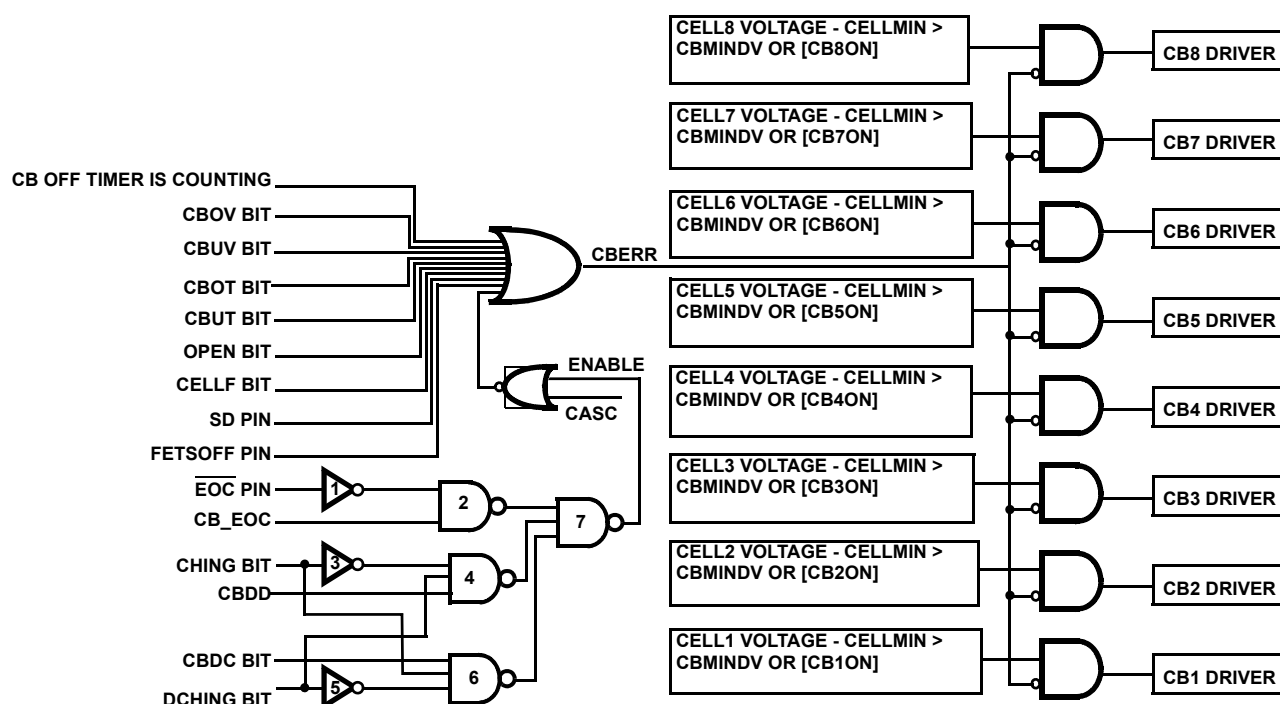 CELL8 VOLTAGE - CELLMIN >
CBMINDV OR [CB8ON]
CB8 DRIVER
CELL7 VOLTAGE - CELLMIN >
CBMINDV OR [CB7ON]
CB7 DRIVER
CB OFF TIMER IS COUNTING
CBOV BIT
CBUV BIT
CBOT BIT
CBUT BIT
OPEN BIT
CELLF BIT
SD PIN
FETSOFF PIN
CBERR
CELL6 VOLTAGE - CELLMIN >
CBMINDV OR [CB6ON]
CB6 DRIVER
CELL5 VOLTAGE - CELLMIN >
CBMINDV OR [CB5ON]
CB5 DRIVER
ENABLE
CASC
CELL4 VOLTAGE - CELLMIN >
CBMINDV OR [CB4ON]
CB4 DRIVER
EOC PIN
1
CB_EOC
2
7
CELL3 VOLTAGE - CELLMIN >
CBMINDV OR [CB3ON]
CB3 DRIVER
CHING BIT
3
CBDD
4
CELL2 VOLTAGE - CELLMIN >
CBMINDV OR [CB2ON]
CB2 DRIVER
CBDC BIT
DCHING BIT
5
6
CELL1 VOLTAGE - CELLMIN >
CBMINDV OR [CB1ON]
CB1 DRIVER